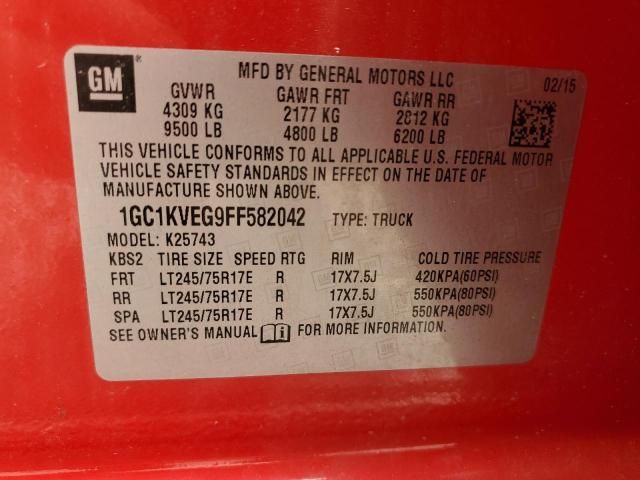 GM
MFD BY GENERAL MOTORS LLC 02/15
GVWR GAWR FRT GAWR RR
4309 KG 2177 KG 2812 KG
9500 LB 4800 LB 6200 LB
THIS VEHICLE CONFORMS TO ALL APPLICABLE U.S. FEDERAL MOTOR
VEHICLE SAFETY STANDARDS IN EFFECT ON THE DATE OF
MANUFACTURE SHOWN ABOVE.
1GC1KVEG9FF582042 TYPE: TRUCK
MODEL: K25743
KBS2 TIRE SIZE SPEED RTG RIM COLD TIRE PRESSURE
FRT LT245/75R17E R 17X7.5J 420KPA(60PSI)
RR LT245/75R17E R 17X7.5J 550KPA(80PSI)
SPA LT245/75R17E R 17X7.5J 550KPA(80PSI)
SEE OWNER'S MANUAL FOR MORE INFORMATION.